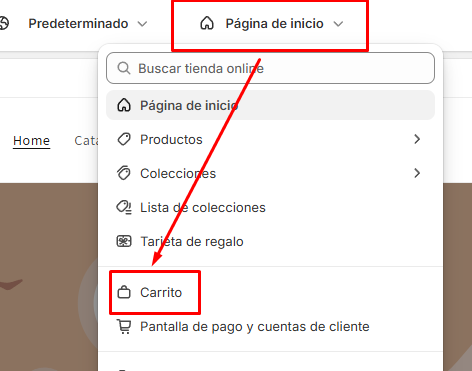 Predeterminado
Página de inicio
Buscar tienda online
Página de inicio
Home
Productos
Colecciones
Lista de colecciones
Tarjeta de regalo
Carrito
Pantalla de pago y cuentas de cliente